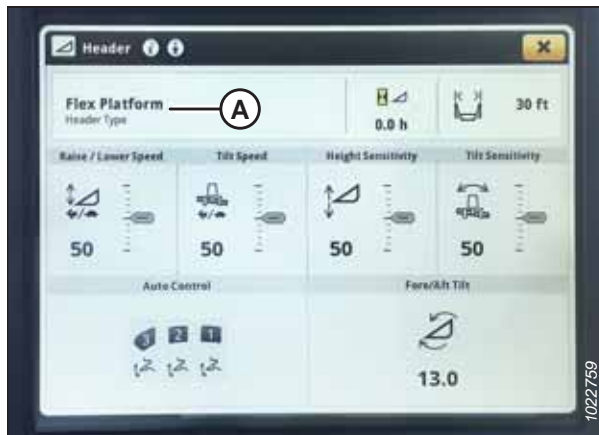 Header
Flex Platform
Header Type
A
0.0 h
30 ft
Raise / Lower Speed
Tilt Speed
Height Sensitivity
Tilt Sensitivity
50
50
50
50
Auto Control
Fore/Aft Tilt
3 2 1
13.0
1022759